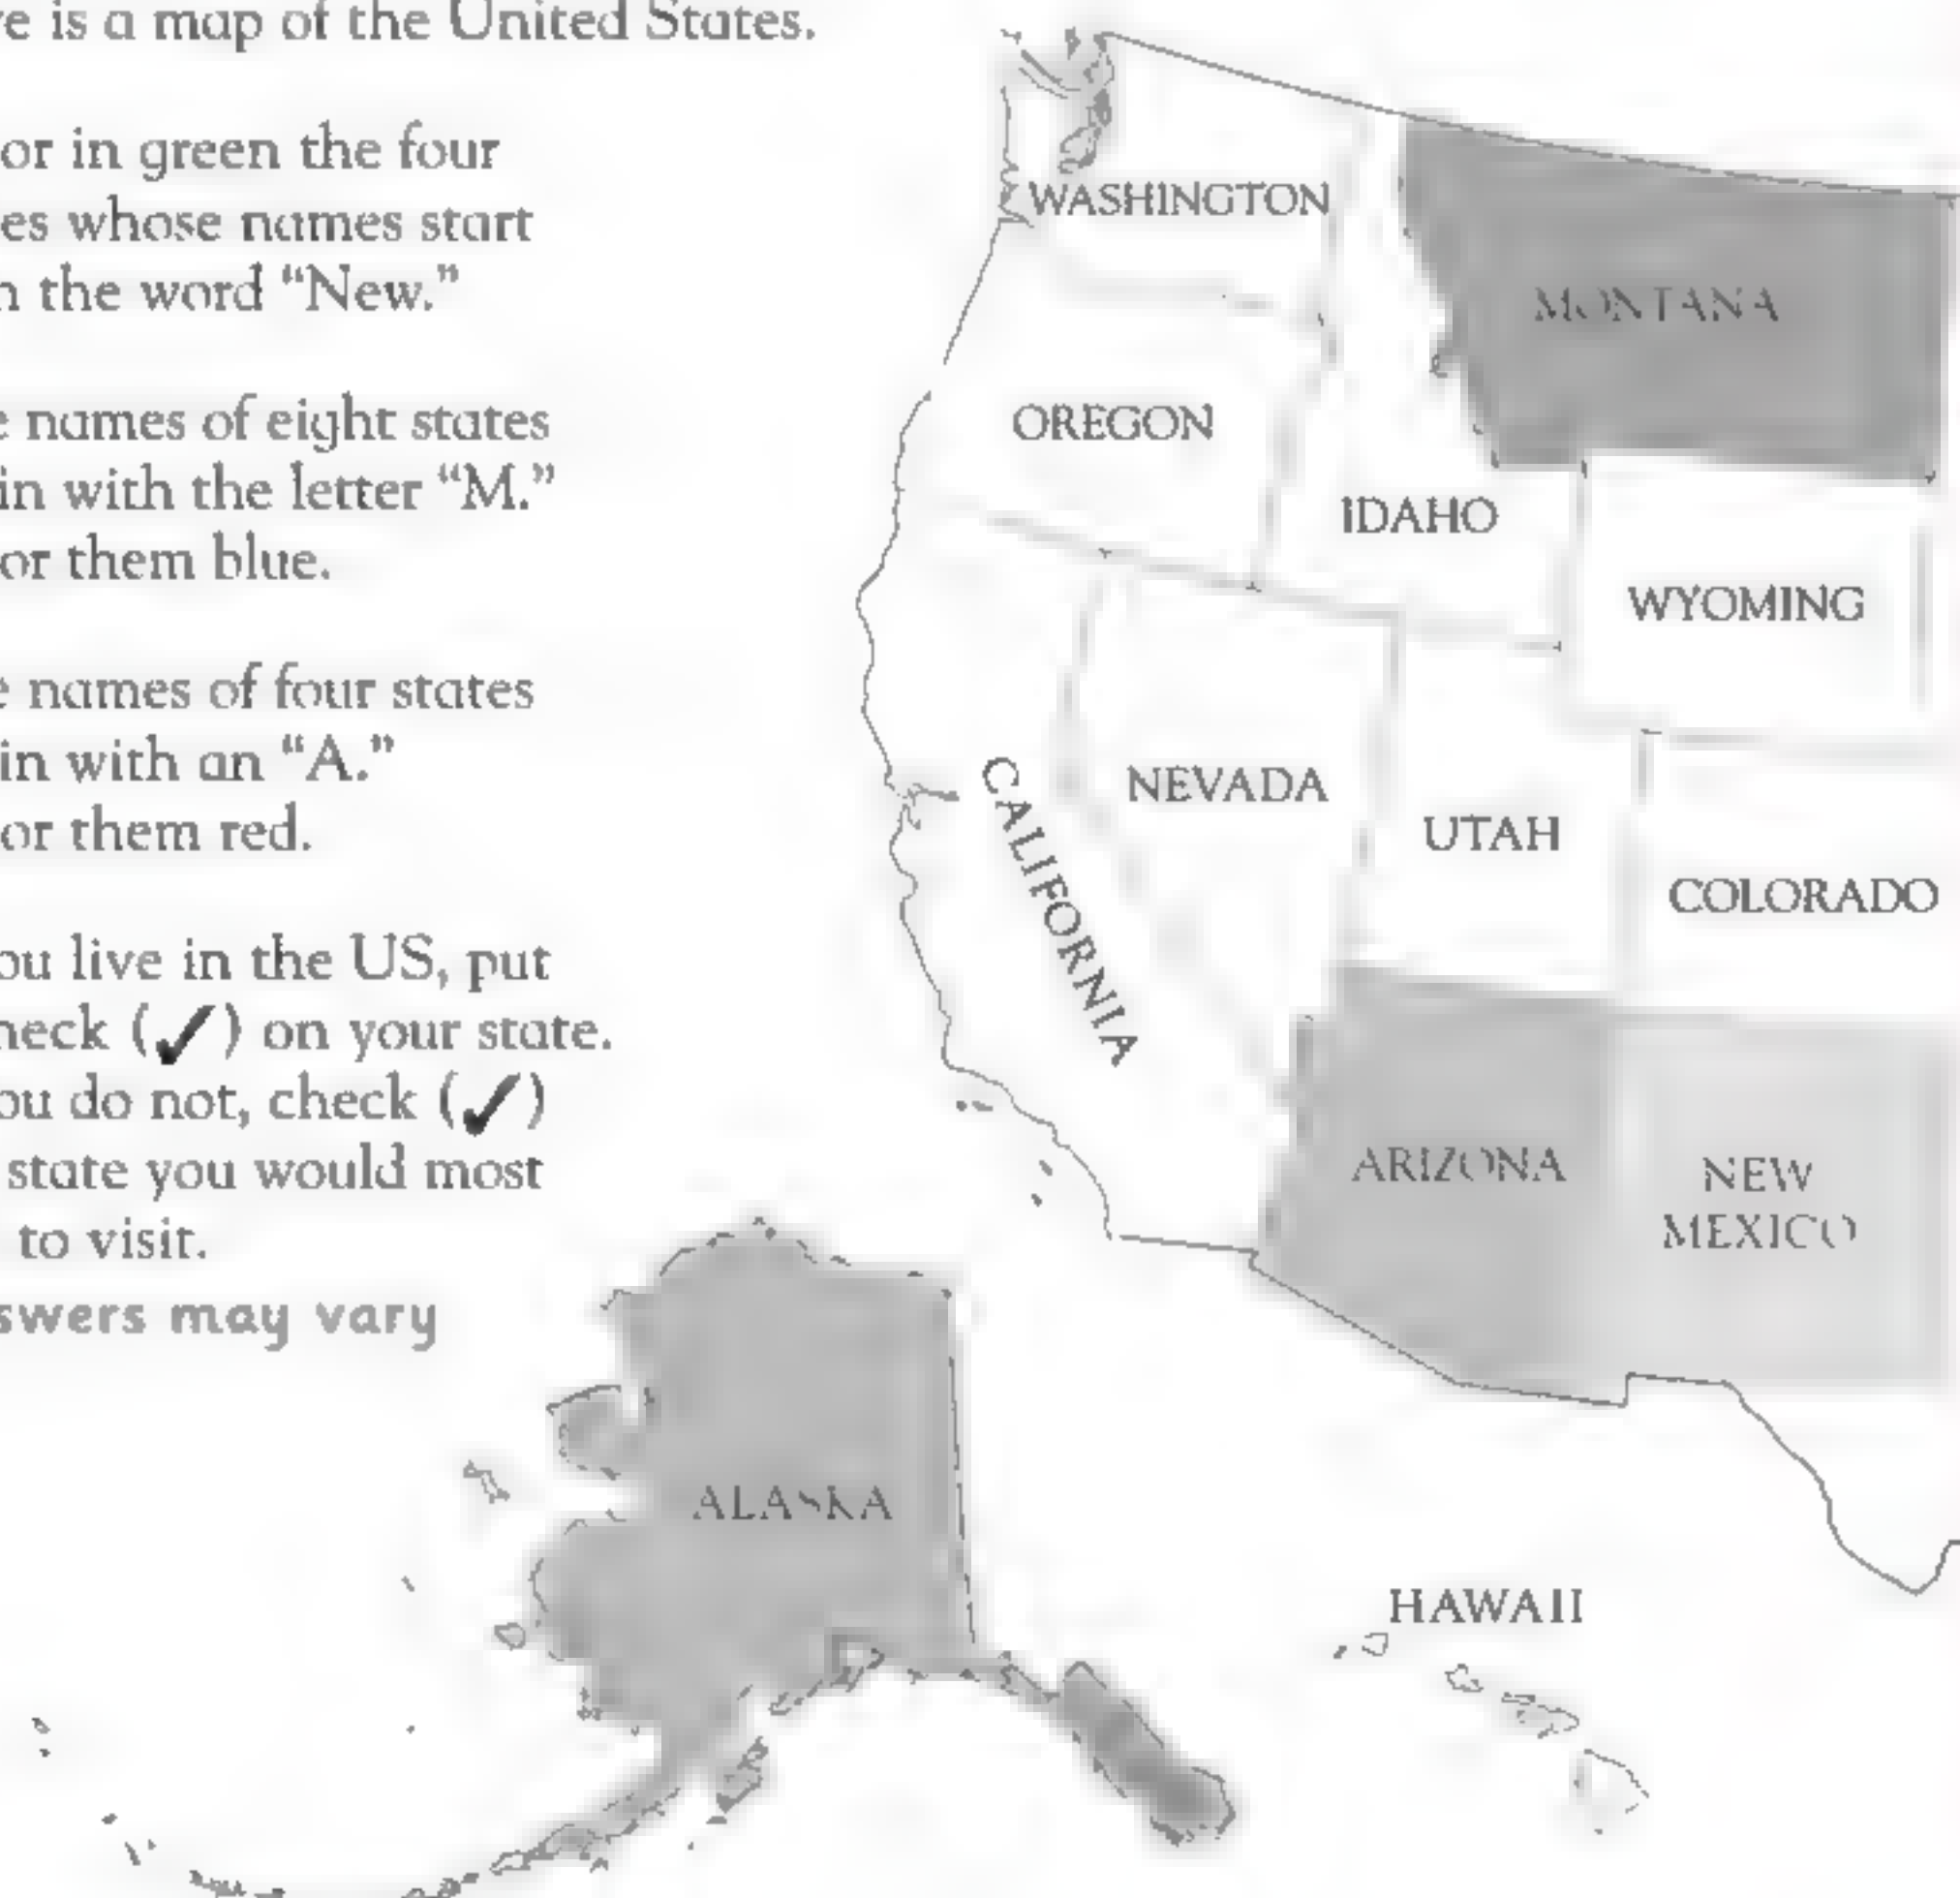 e is a map of the United States.
or in green the four
es whose names start
the word “New.”
names of eight states
in with the letter “M.”
or them blue.
names of four states
in with an “A.”
or them red.
ou live in the US, put
heck (✓) on your state.
ou do not, check (✓)
state you would most
to visit.
swers may vary
WASHINGTON
MONTANA
OREGON
IDAHO
WYOMING
CALIFORNIA
NEVADA
UTAH
COLORADO
ARIZONA
NEW
MEXICO
ALASKA
HAWAII